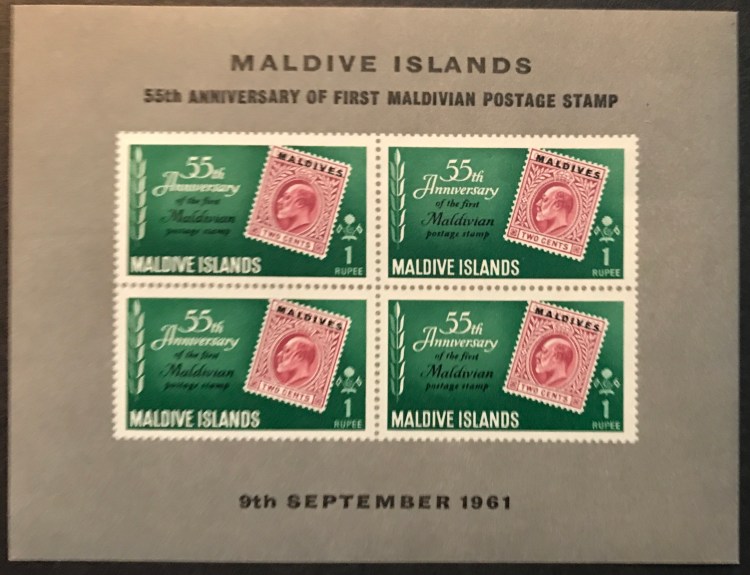 MALDIVE ISLANDS
55th ANNIVERSARY OF FIRST MALDIVIAN POSTAGE STAMP
55th
Anniversary
of the first
Maldivian
postage stamp
MALDIVES
TWO CENTS
MALDIVE ISLANDS
1
RUPEE
55th
Anniversary
of the first
Maldivian
postage stamp
MALDIVES
TWO CENTS
MALDIVE ISLANDS
1
RUPEE
55th
Anniversary
of the first
Maldivian
postage stamp
MALDIVES
TWO CENTS
MALDIVE ISLANDS
1
RUPEE
55th
Anniversary
of the first
Maldivian
postage stamp
MALDIVES
TWO CENTS
MALDIVE ISLANDS
1
RUPEE
9th SEPTEMBER 1961